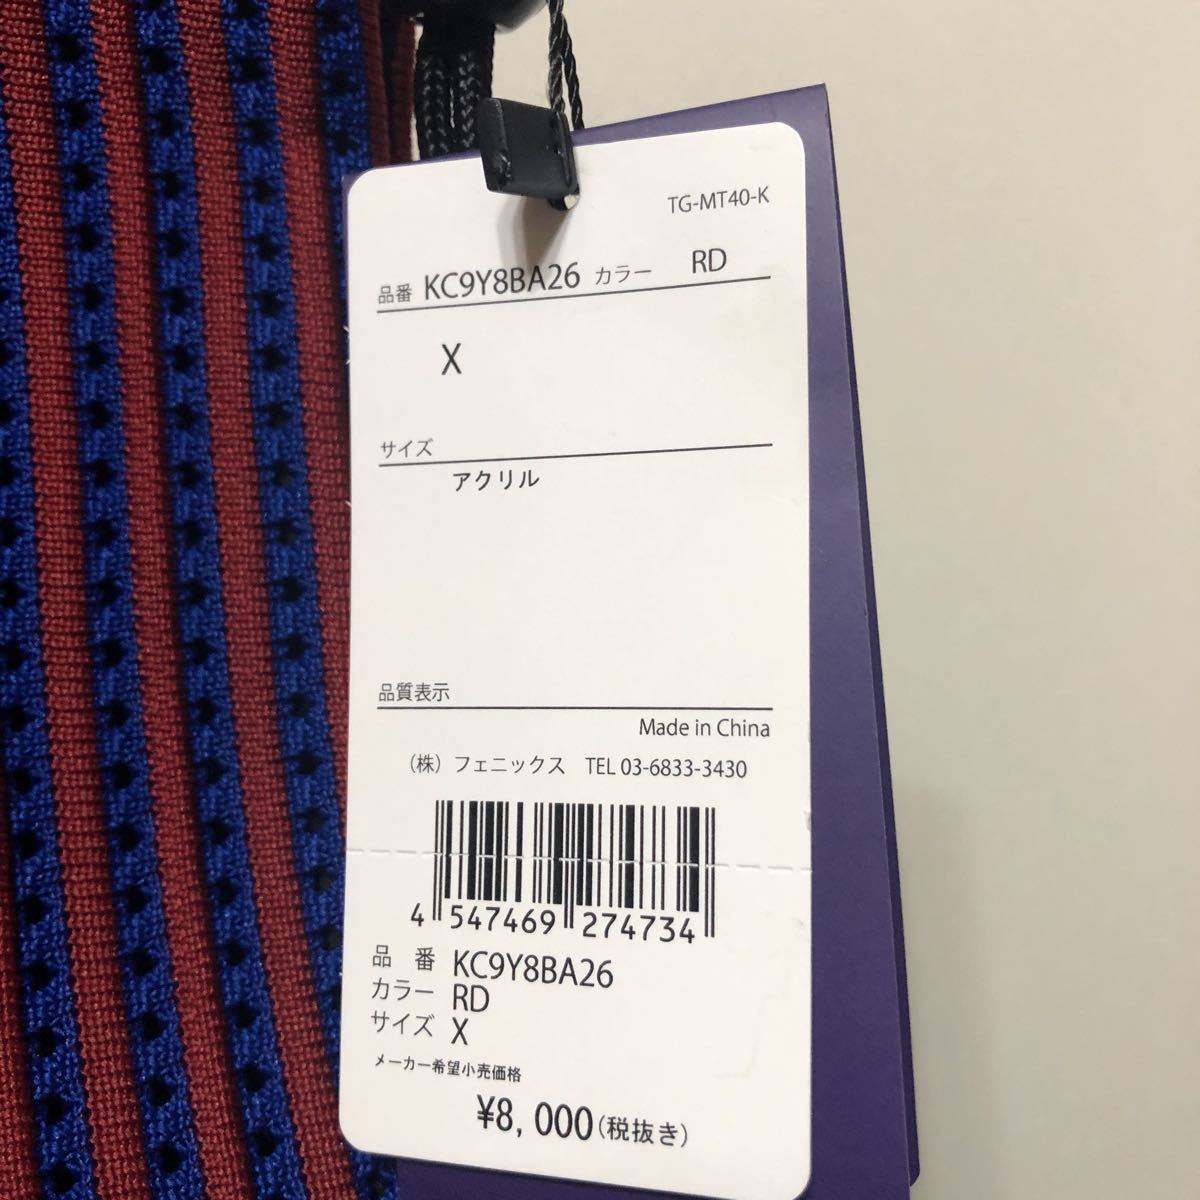 TG-MT40-K
品番 KC9Y8BA26 カラー RD
X
サイズ
アクリル
品質表示
Made in China
(株) フェニックス TEL 03-6833-3430
4 547469 274734
品 番 KC9Y8BA26
カラー RD
サイズ X
メーカー希望小売価格
¥8,000(税抜き)